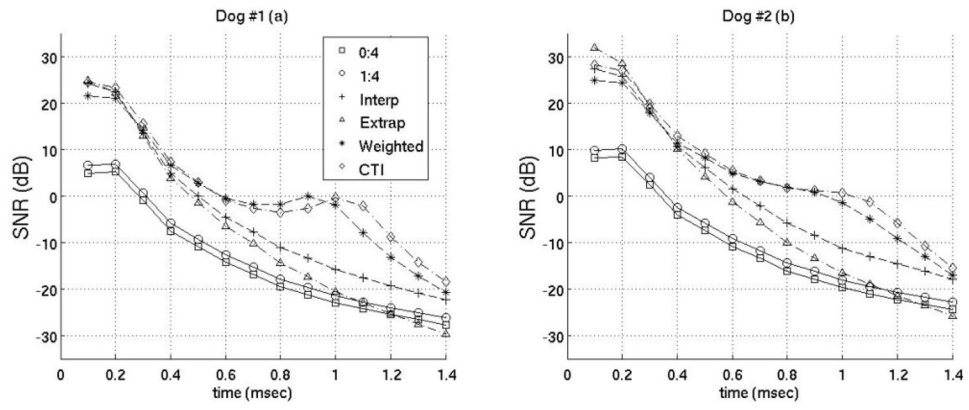 Dog #1 (a)
SNR (dB)
30
20
10
0
-10
-20
-30
0:4
1:4
Interp
Extrap
Weighted
CTI
0 0.2 0.4 0.6 0.8 1 1.2 1.4
time (msec)
Dog #2 (b)
SNR (dB)
30
20
10
0
-10
-20
-30
0 0.2 0.4 0.6 0.8 1 1.2 1.4
time (msec)